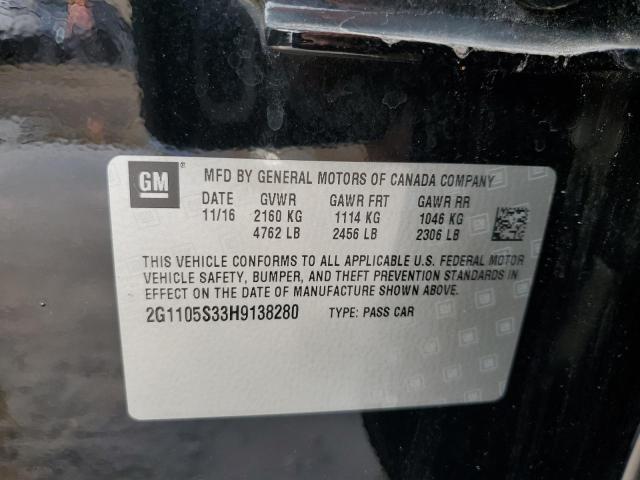 GM ® MFD BY GENERAL MOTORS OF CANADA COMPANY
DATE GVWR GAWR FRT GAWR RR
11/16 2160 KG 1114 KG 1046 KG
4762 LB 2456 LB 2306 LB
THIS VEHICLE CONFORMS TO ALL APPLICABLE U.S. FEDERAL MOTOR
VEHICLE SAFETY, BUMPER, AND THEFT PREVENTION STANDARDS IN
EFFECT ON THE DATE OF MANUFACTURE SHOWN ABOVE.
2G1105S33H9138280 TYPE: PASS CAR